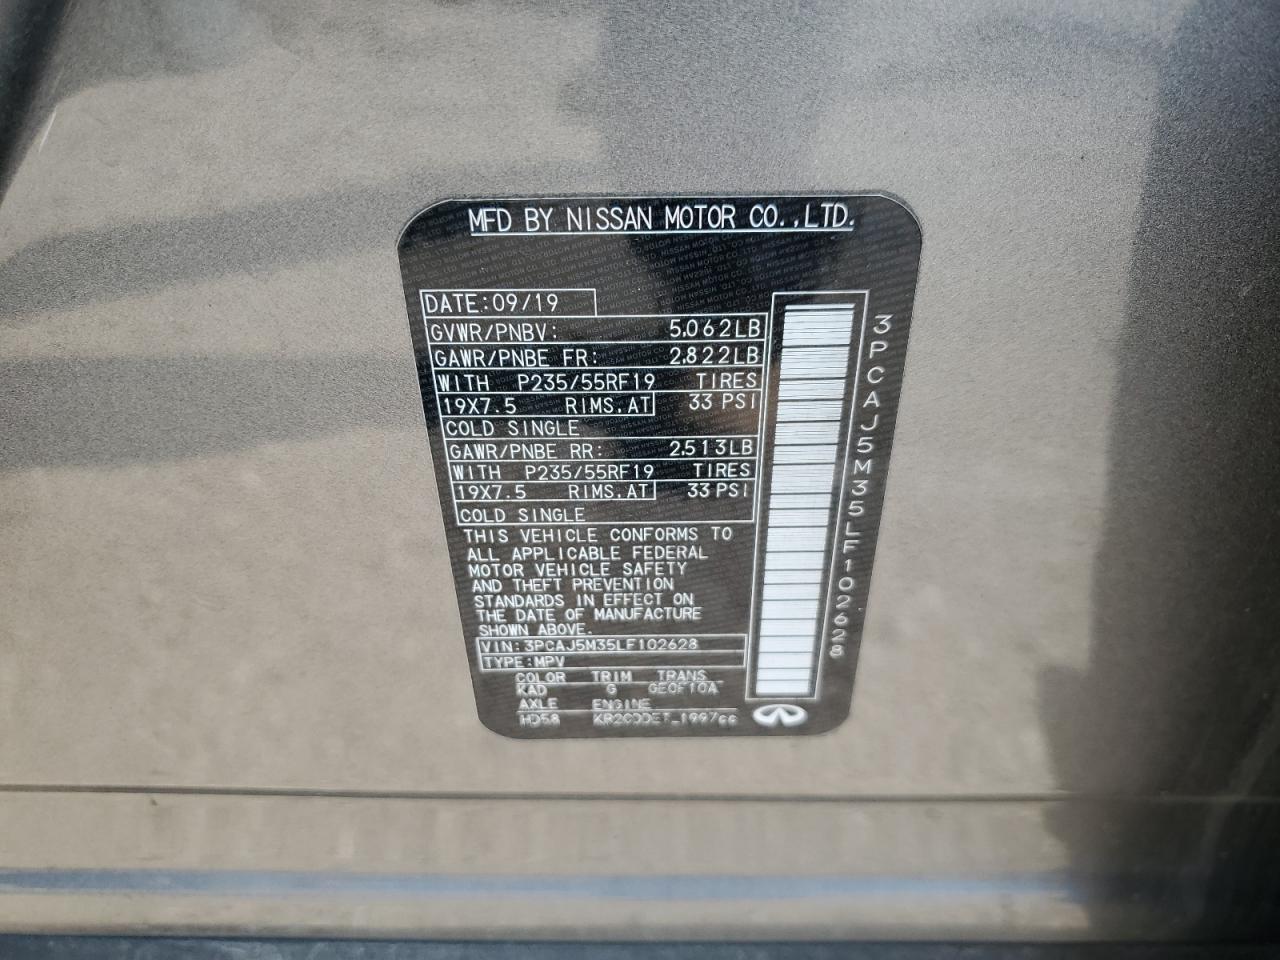 MFD BY NISSAN MOTOR CO.,LTD.
DATE:09/19
GVWR/PNBV: 5.062LB
GAWR/PNBE FR: 2.822LB
WITH P235/55RF19 TIRES
19X7.5 RIMS.AT 33 PSI
COLD SINGLE
GAWR/PNBE RR: 2.513LB
WITH P235/55RF19 TIRES
19X7.5 RIMS.AT 33 PSI
COLD SINGLE
THIS VEHICLE CONFORMS TO
ALL APPLICABLE FEDERAL
MOTOR VEHICLE SAFETY
AND THEFT PREVENTION
STANDARDS IN EFFECT ON
THE DATE OF MANUFACTURE
SHOWN ABOVE.
VIN:3PCAJ5M35LF102628
TYPE:MPV
COLOR TRIM TRANS
KAD G GE0F10A
AXLE ENGINE
HD58 1997cc
3PCAJ5M35LF102628